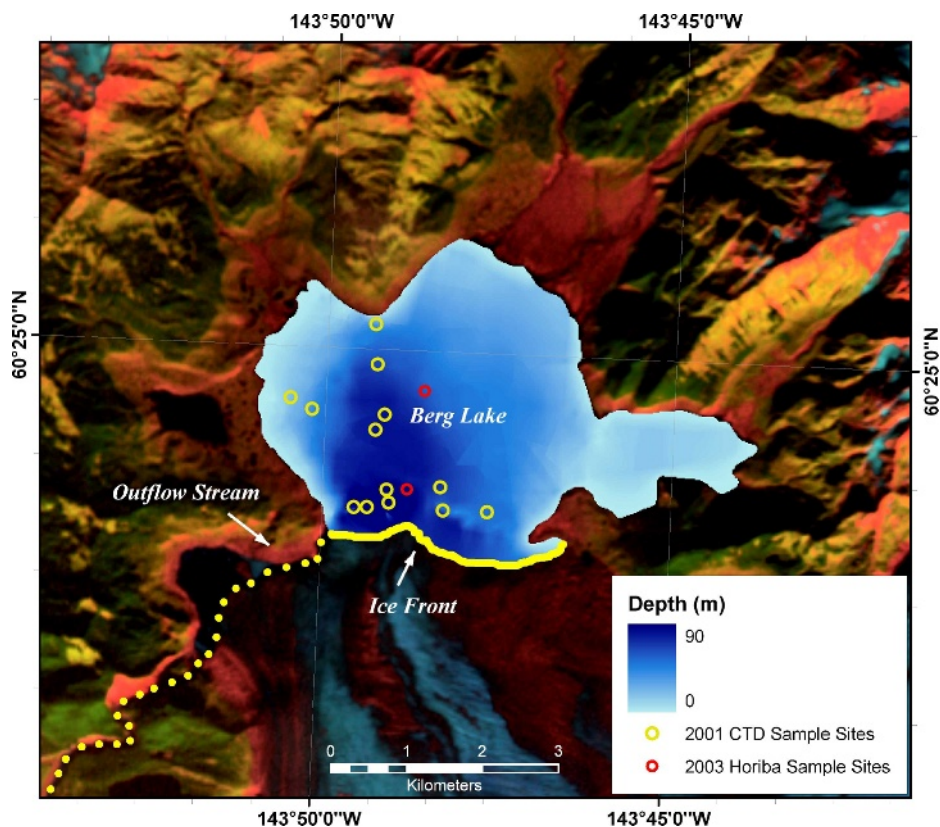 143°50'0"W
143°45'0"W
60°25'0"N
60°25'0"N
Berg Lake
Outflow Stream
Ice Front
Depth (m)
90
0
2001 CTD Sample Sites
2003 Horiba Sample Sites
0 1 2 3
Kilometers
143°50'0"W
143°45'0"W